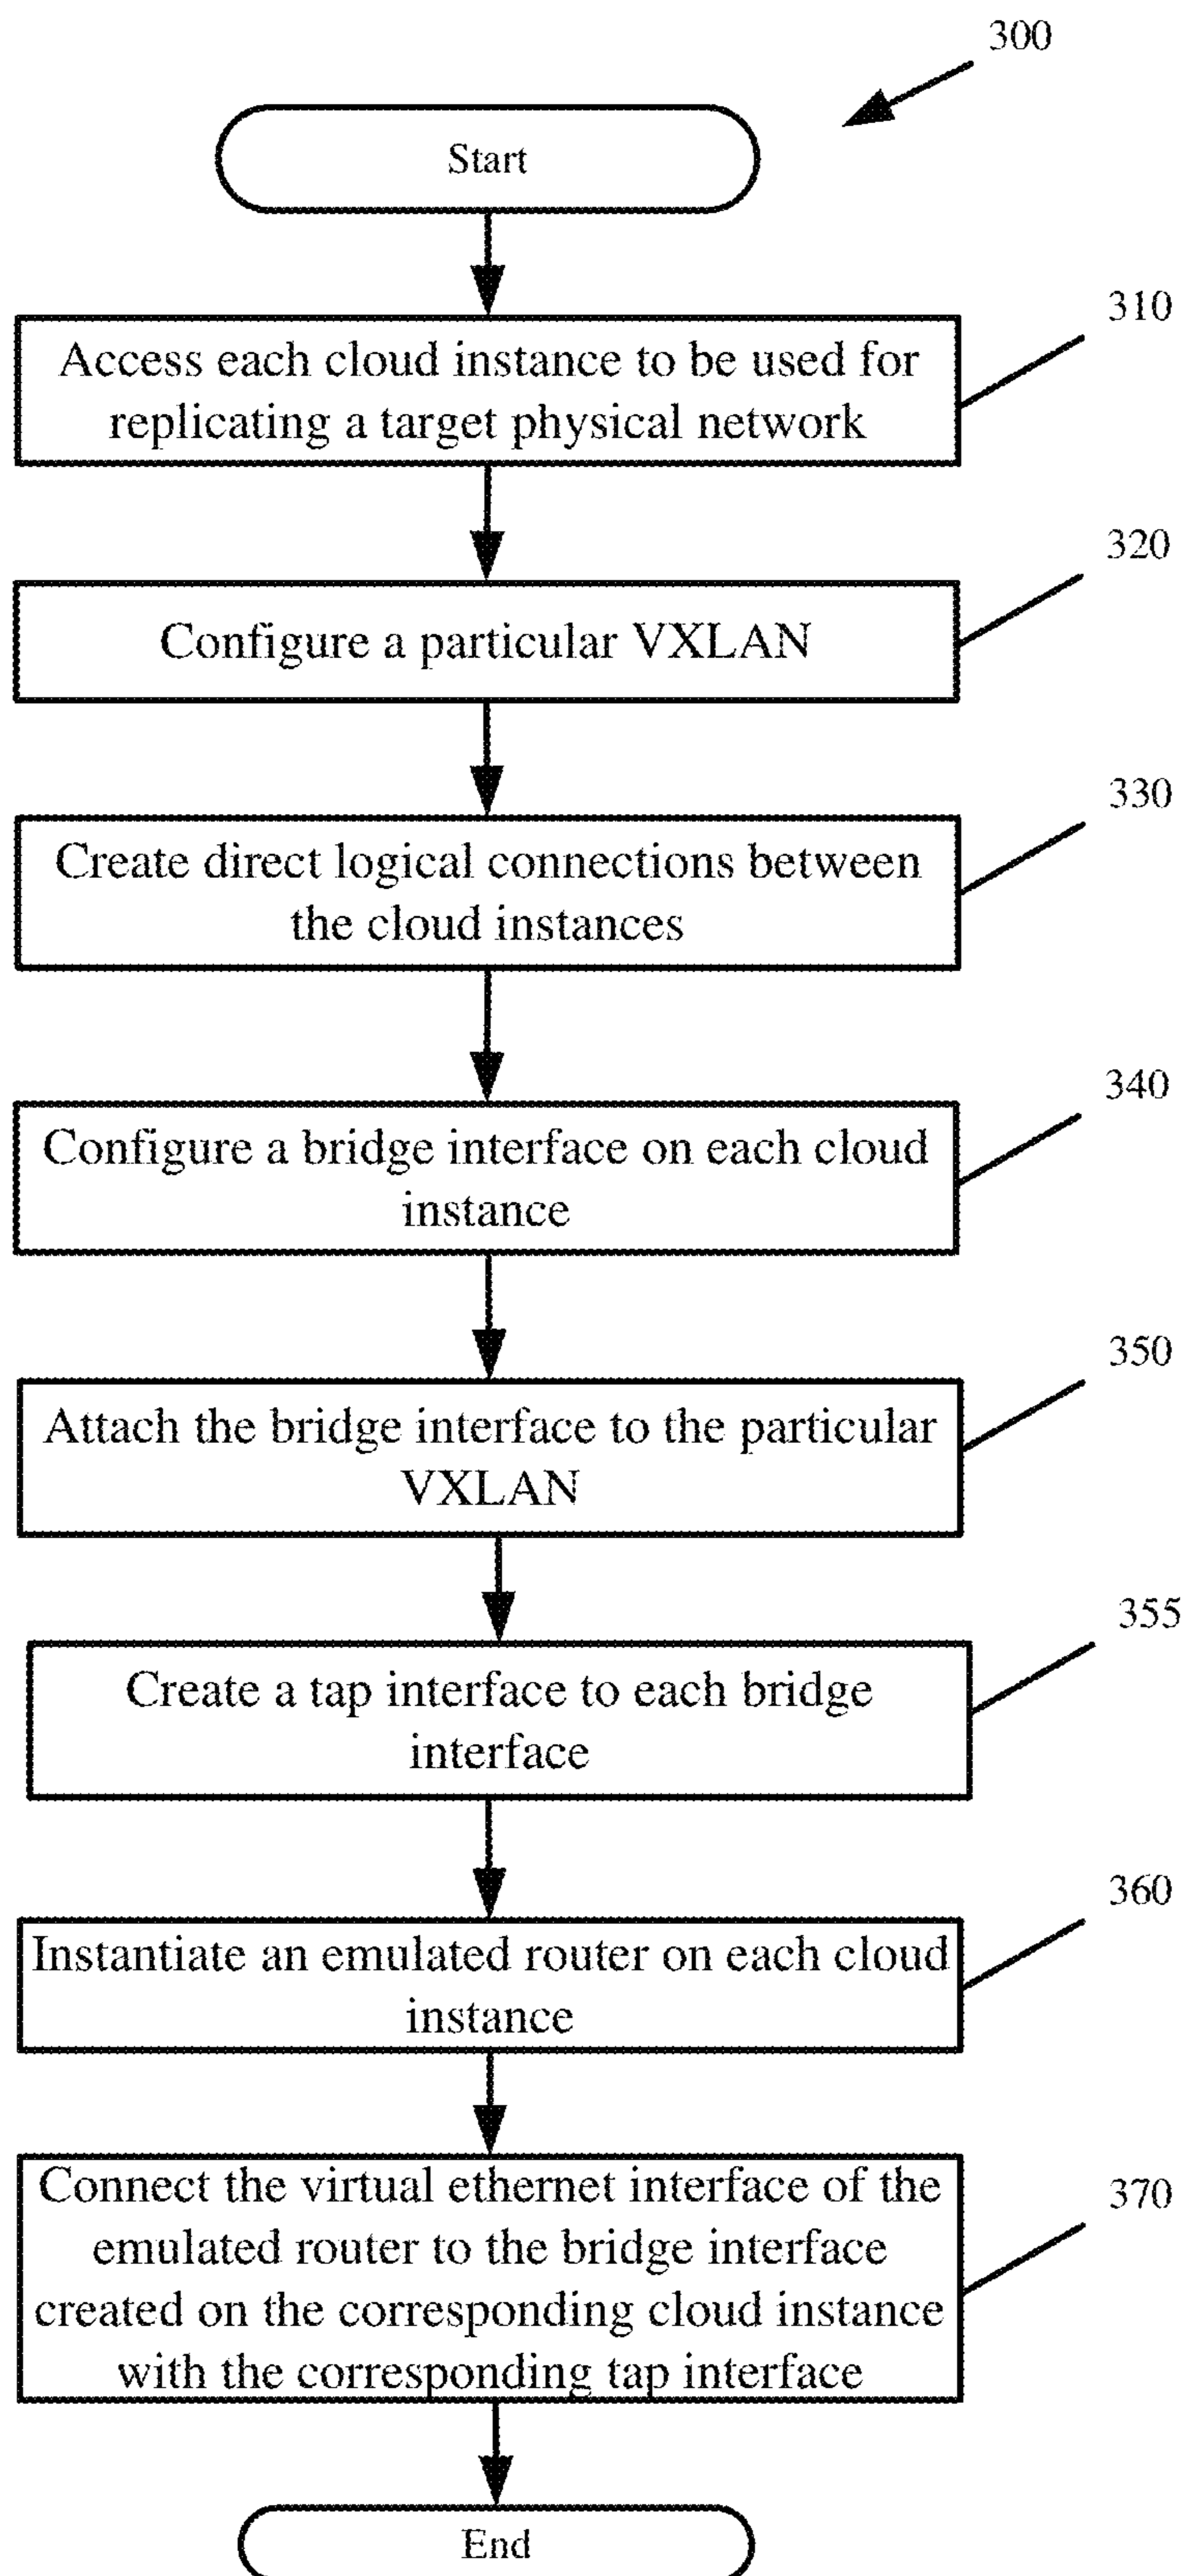 300
Start
310
Access each cloud instance to be used for
replicating a target physical network
320
Configure a particular VXLAN
330
Create direct logical connections between
the cloud instances
340
Configure a bridge interface on each cloud
instance
350
Attach the bridge interface to the particular
VXLAN
355
Create a tap interface to each bridge
interface
360
Instantiate an emulated router on each cloud
instance
370
Connect the virtual ethernet interface of the
emulated router to the bridge interface
created on the corresponding cloud instance
with the corresponding tap interface
End